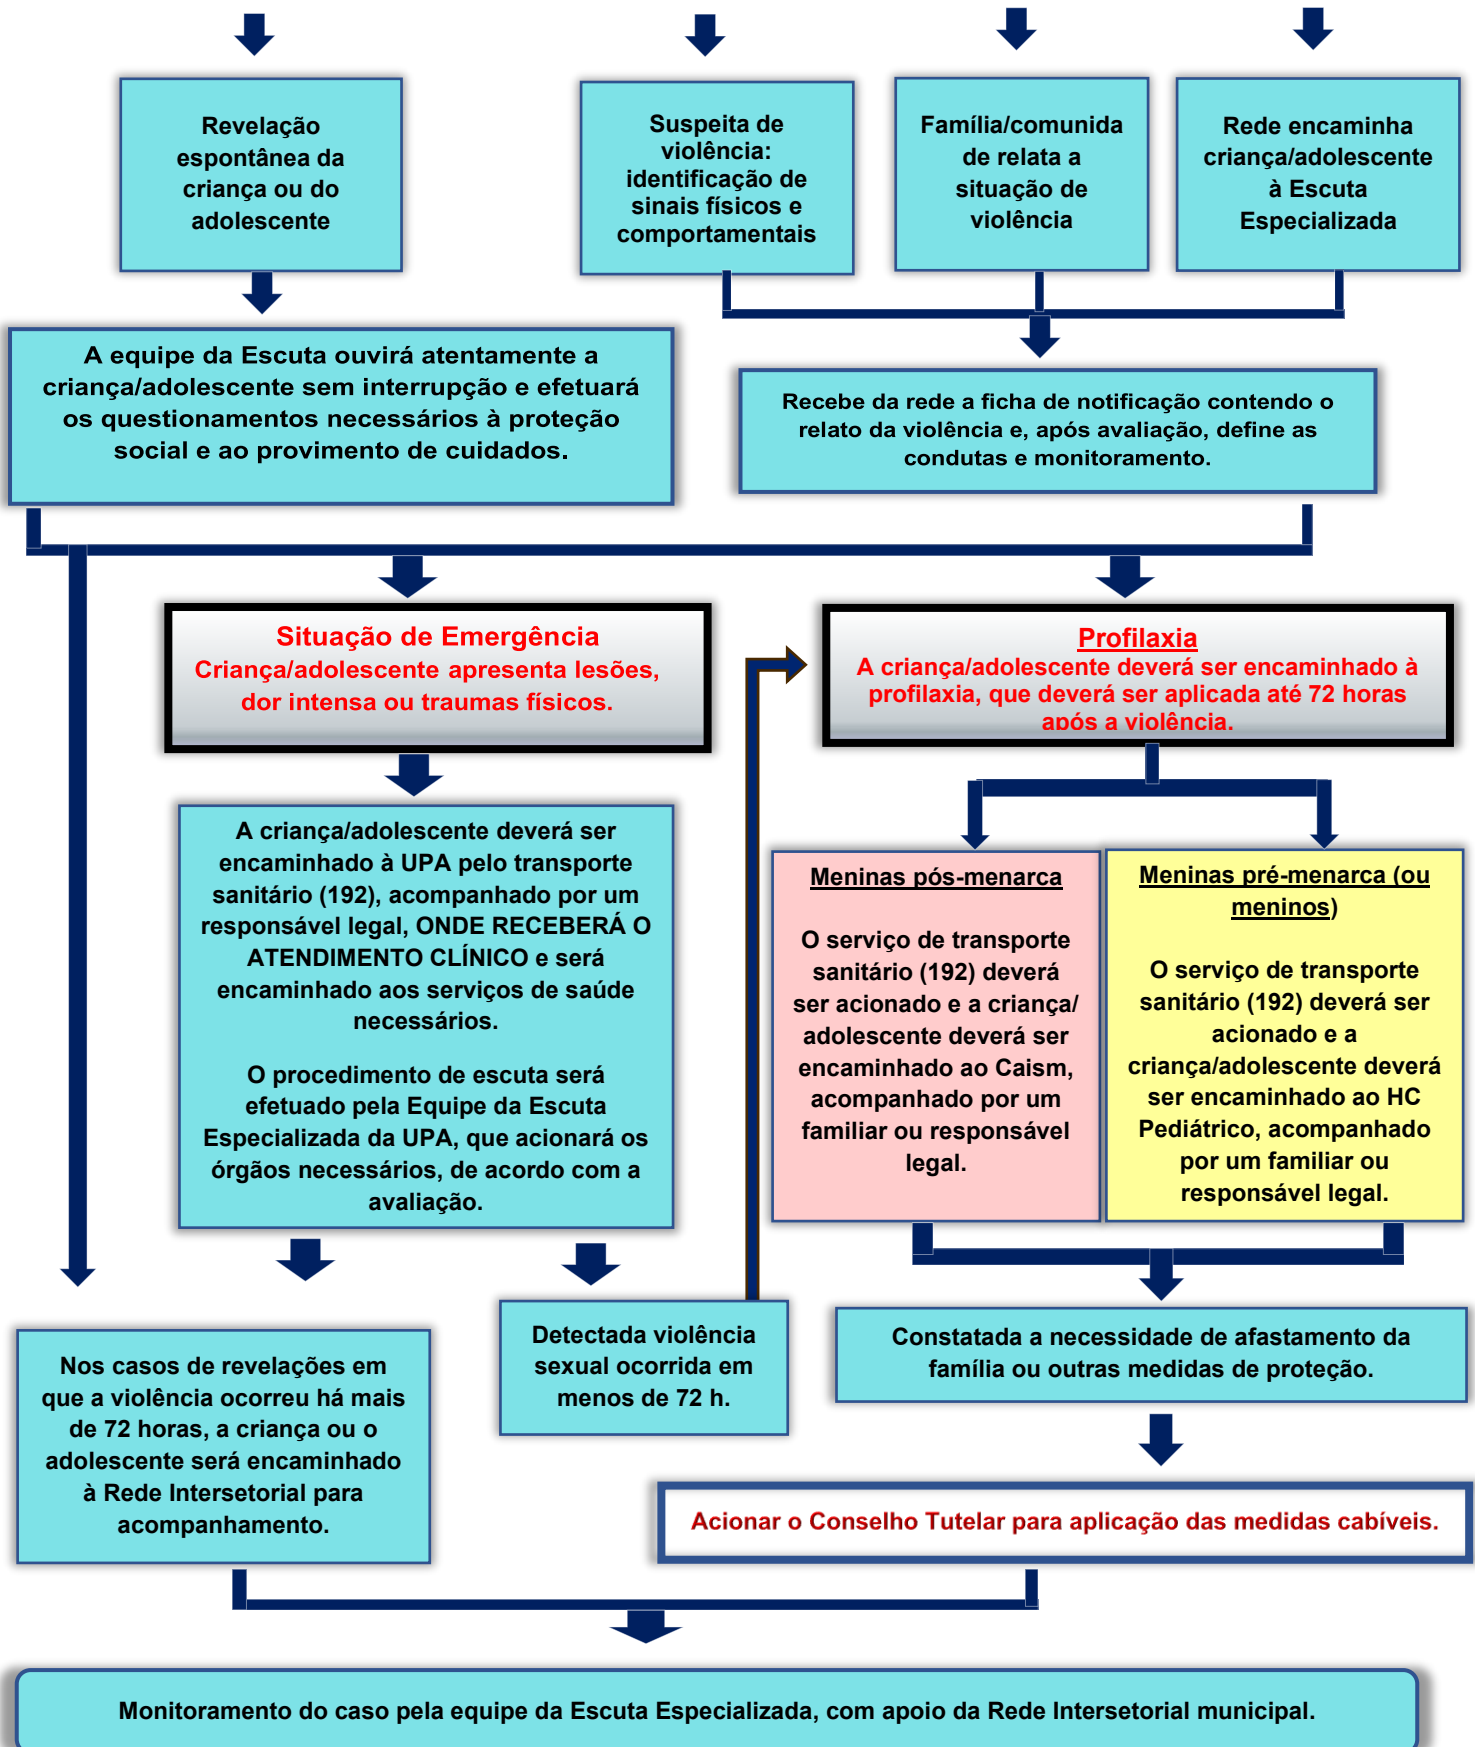 Revelação
espontânea da
criança ou do
adolescente
Suspeita de
violência:
identificação de
sinais físicos e
comportamentais
Família/comunida
de relata a
situação de
violência
Rede encaminha
criança/adolescente
à Escuta
Especializada
A equipe da Escuta ouvirá atentamente a
criança/adolescente sem interrupção e efetuará
os questionamentos necessários à proteção
social e ao provimento de cuidados.
Recebe da rede a ficha de notificação contendo o
relato da violência e, após avaliação, define as
condutas e monitoramento.
Situação de Emergência
Criança/adolescente apresenta lesões,
dor intensa ou traumas físicos.
Profilaxia
A criança/adolescente deverá ser encaminhado à
profilaxia, que deverá ser aplicada até 72 horas
após a violência.
A criança/adolescente deverá ser
encaminhado à UPA pelo transporte
sanitário (192), acompanhado por um
responsável legal, ONDE RECEBERÁ O
ATENDIMENTO CLÍNICO e será
encaminhado aos serviços de saúde
necessários.
O procedimento de escuta será
efetuado pela Equipe da Escuta
Especializada da UPA, que acionará os
órgãos necessários, de acordo com a
avaliação.
Meninas pós-menarca
O serviço de transporte
sanitário (192) deverá
ser acionado e a criança/
adolescente deverá ser
encaminhado ao Caism,
acompanhado por um
familiar ou responsável
legal.
Meninas pré-menarca (ou
meninos)
O serviço de transporte
sanitário (192) deverá ser
acionado e a
criança/adolescente deverá
ser encaminhado ao HC
Pediátrico, acompanhado
por um familiar ou
responsável legal.
Nos casos de revelações em
que a violência ocorreu há mais
de 72 horas, a criança ou o
adolescente será encaminhado
à Rede Intersetorial para
acompanhamento.
Detectada violência
sexual ocorrida em
menos de 72 h.
Constatada a necessidade de afastamento da
família ou outras medidas de proteção.
Acionar o Conselho Tutelar para aplicação das medidas cabíveis.
Monitoramento do caso pela equipe da Escuta Especializada, com apoio da Rede Intersetorial municipal.